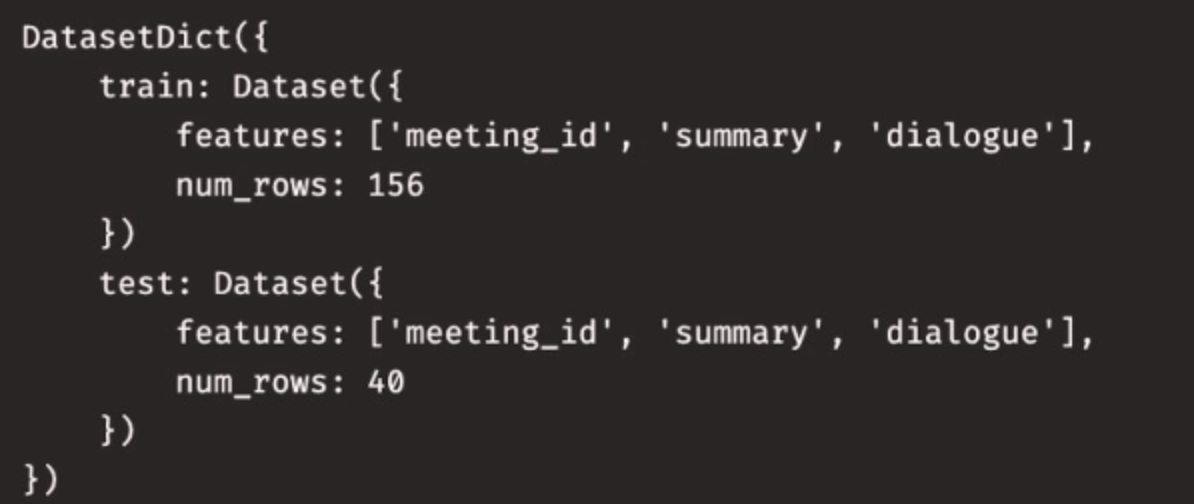 DatasetDict({
    train: Dataset({
        features: ['meeting_id', 'summary', 'dialogue'],
        num_rows: 156
    })
    test: Dataset({
        features: ['meeting_id', 'summary', 'dialogue'],
        num_rows: 40
    })
})